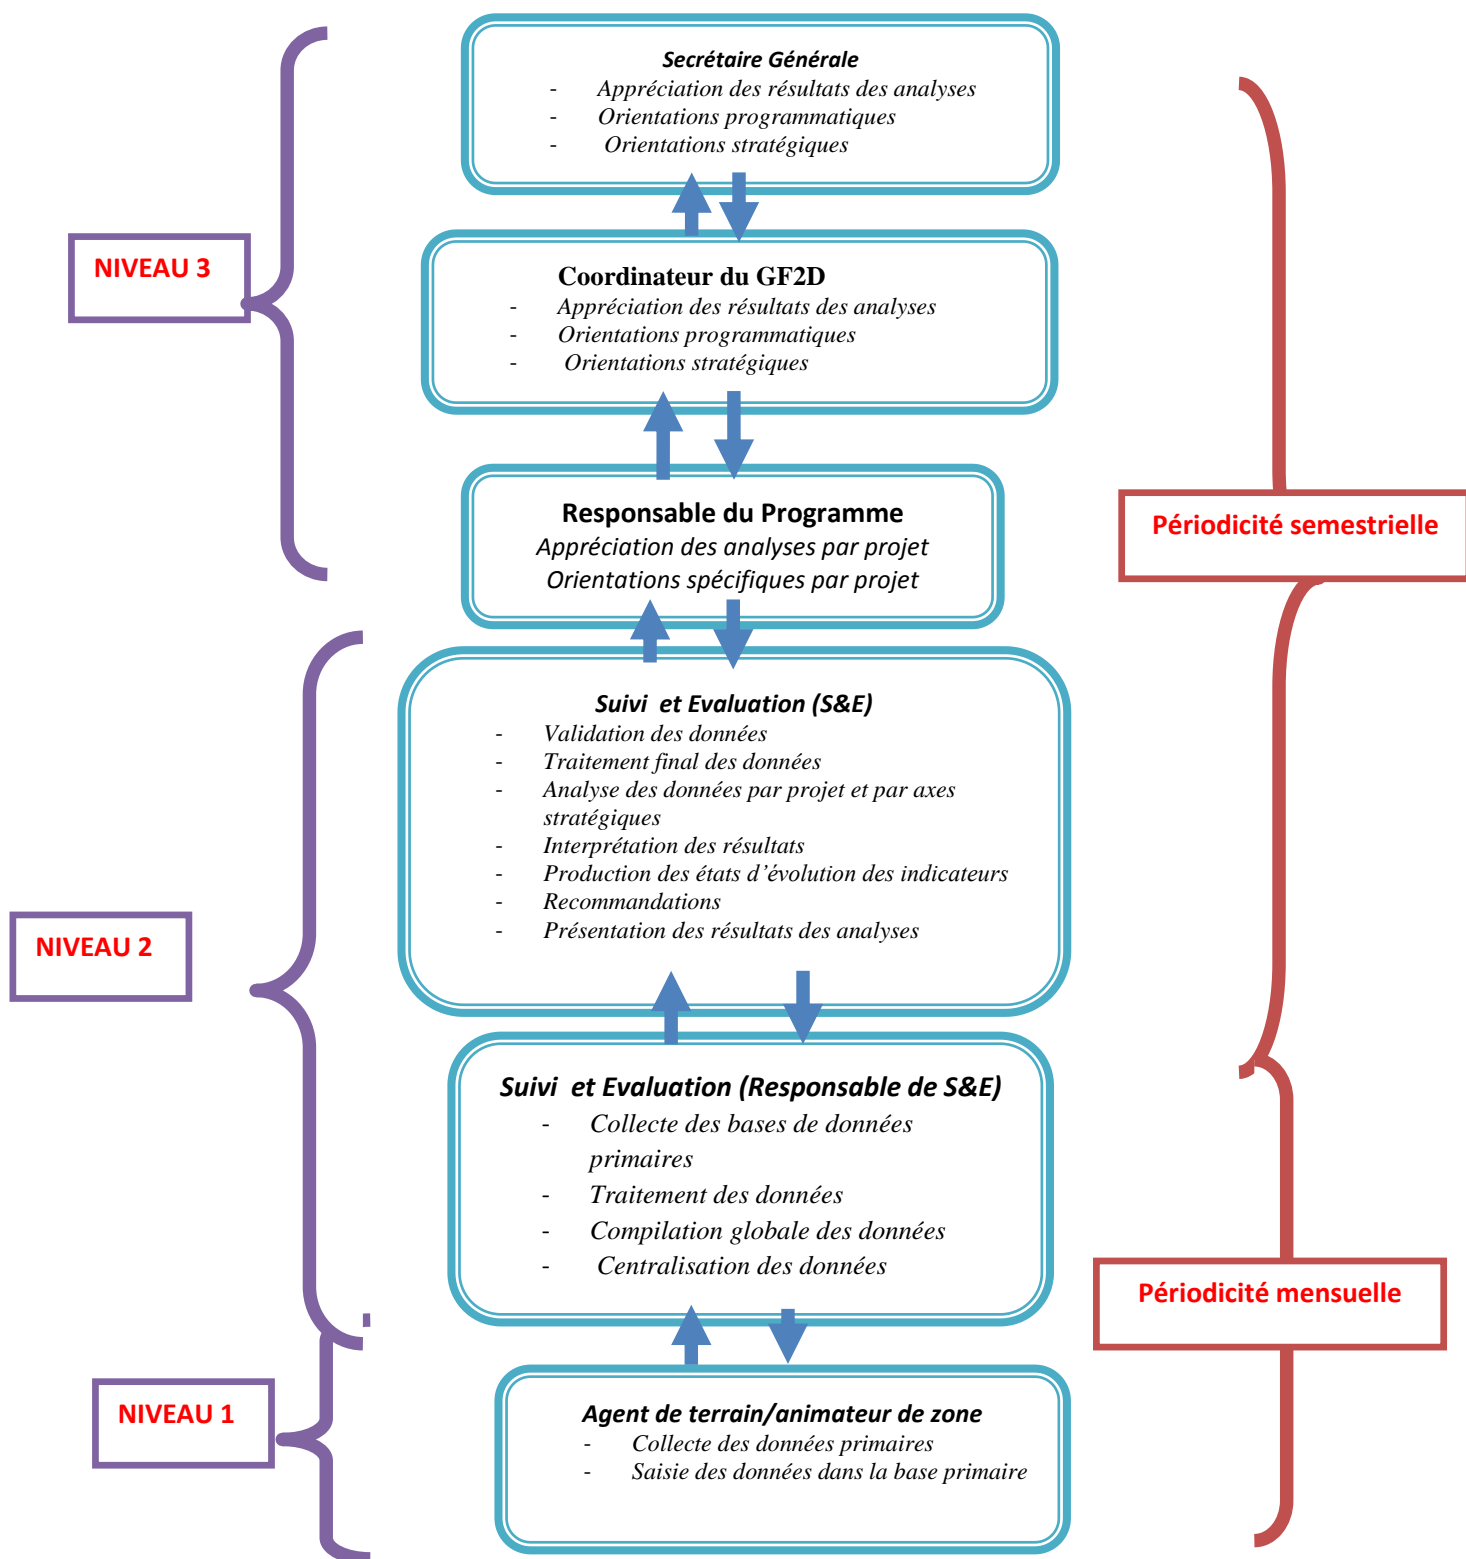 Secrétaire Générale
- Appréciation des résultats des analyses
- Orientations programmatiques
- Orientations stratégiques
NIVEAU 3
Coordinateur du GF2D
- Appréciation des résultats des analyses
- Orientations programmatiques
- Orientations stratégiques
Responsable du Programme
Appréciation des analyses par projet
Orientations spécifiques par projet
Périodicité semestrielle
Suivi et Evaluation (S&E)
- Validation des données
- Traitement final des données
- Analyse des données par projet et par axes
stratégiques
- Interprétation des résultats
- Production des états d’évolution des indicateurs
- Recommandations
- Présentation des résultats des analyses
NIVEAU 2
Suivi et Evaluation (Responsable de S&E)
- Collecte des bases de données
primaires
- Traitement des données
- Compilation globale des données
- Centralisation des données
Périodicité mensuelle
NIVEAU 1
Agent de terrain/animateur de zone
- Collecte des données primaires
- Saisie des données dans la base primaire